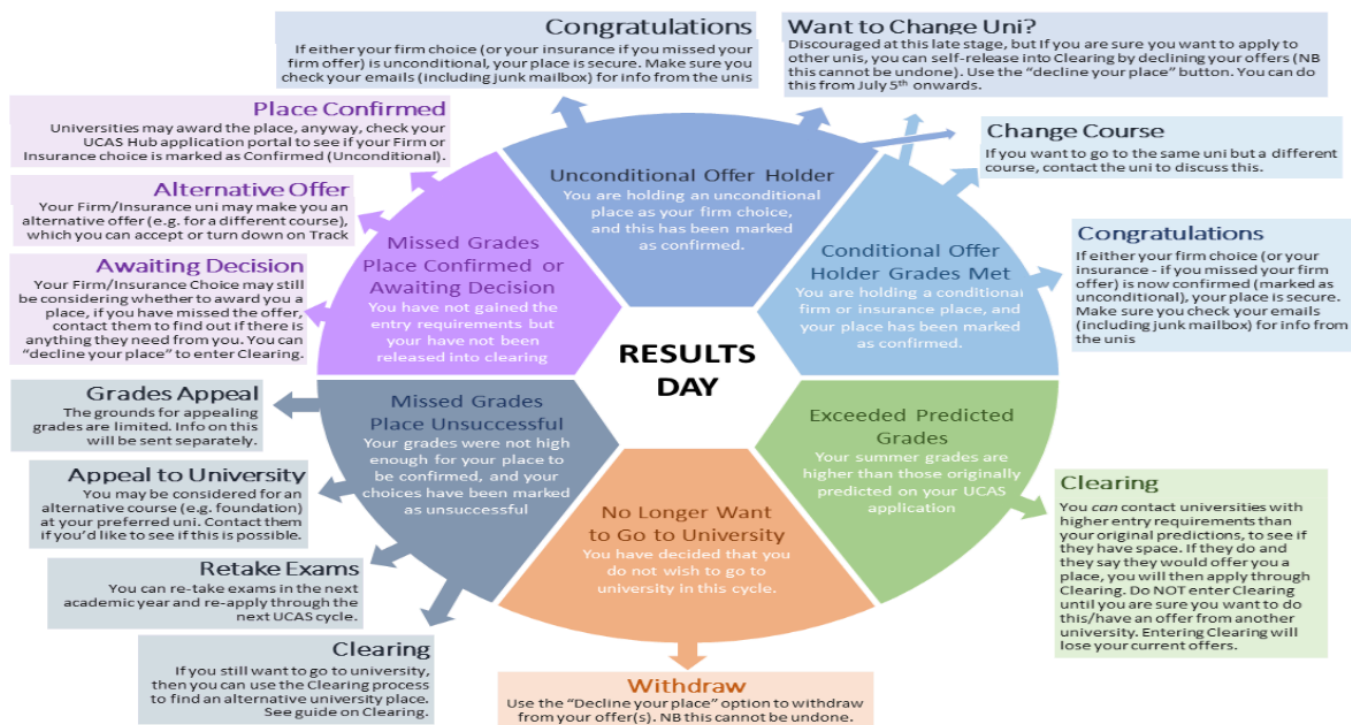 Congratulations
If either your firm choice (or your insurance if you missed your
firm offer) is unconditional, your place is secure. Make sure you
check your emails (including junk mailbox) for info from the unis
Want to Change Uni?
Discouraged at this late stage, but If you are sure you want to apply to
other unis, you can self-release into Clearing by declining your offers (NB
this cannot be undone). Use the “decline your place” button. You can do
this from July 5th onwards.
Place Confirmed
Universities may award the place, anyway, check your
UCAS Hub application portal to see if your Firm or
Insurance choice is marked as Confirmed (Unconditional).
Change Course
If you want to go to the same uni but a different
course, contact the uni to discuss this.
Alternative Offer
Your Firm/Insurance uni may make you an
alternative offer (e.g. for a different course),
which you can accept or turn down on Track
Unconditional Offer Holder
You are holding an unconditional
place as your firm choice,
and this has been marked
as confirmed.
Missed Grades
Place Confirmed or
Awaiting Decision
You have not gained the
entry requirements but
your have not been
released into clearing
Conditional Offer
Holder Grades Met
You are holding a conditional
firm or insurance place, and
your place has been marked
as confirmed.
Congratulations
If either your firm choice (or your
insurance - if you missed your firm
offer) is now Confirmed (marked as
unconditional), your place is secure.
Make sure you check your emails
(including junk mailbox) for info from
the unis
Awaiting Decision
Your Firm/Insurance Choice may still
be considering whether to award you a
place, if you have missed the offer,
contact them to find out if there is
anything they need from you. You can
“decline your place” to enter Clearing.
RESULTS
DAY
Grades Appeal
The grounds for appealing
grades are limited. Info on this
will be sent separately.
Missed Grades
Place Unsuccessful
Your grades were not high
enough for your place to
be confirmed, and your
choices have been marked
as unsuccessful
Exceeded Predicted
Grades
Your summer grades are
higher than those originally
predicted on your UCAS
application
Appeal to University
You may be considered for an
alternative course (e.g. foundation)
at your preferred uni. Contact them
if you’d like to see if this is possible.
No Longer Want
to Go to University
You have decided that you
do not wish to go to
university in this cycle.
Clearing
You can contact universities with
higher entry requirements than
your original predictions, to see if
they have space. If they do and
they say they would offer you a
place, you will then apply through
Clearing. Do NOT enter Clearing
until you are sure you want to do
this/have an offer from another
university. Entering Clearing will
lose your current offers.
Retake Exams
You can re-take exams in the next
academic year and re-apply through the
next UCAS cycle.
Clearing
If you still want to go to university,
then you can use the Clearing process
to find an alternative university place.
See guide on Clearing.
Withdraw
Use the “Decline your place” option to withdraw
from your offer(s). NB this cannot be undone.